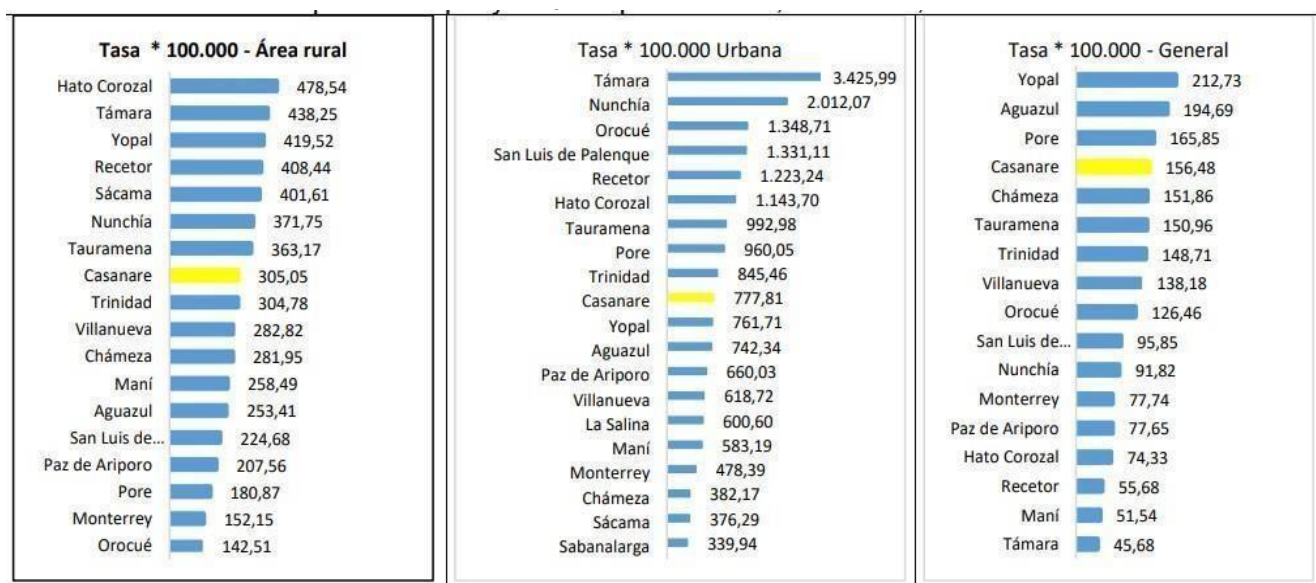 Tasa * 100.000 - Área rural
Hato Corozal 478,54
Támara 438,25
Yopal 419,52
Recetor 408,44
Sácama 401,61
Nunchía 371,75
Tauramena 363,17
Casanare 305,05
Trinidad 304,78
Villanueva 282,82
Chámeza 281,95
Maní 258,49
Aguazul 253,41
San Luis de... 224,68
Paz de Ariporo 207,56
Pore 180,87
Monterrey 152,15
Orocué 142,51
Tasa * 100.000 Urbana
Támara 3.425,99
Nunchía 2.012,07
Orocué 1.348,71
San Luis de Palenque 1.331,11
Recetor 1.223,24
Hato Corozal 1.143,70
Tauramena 992,98
Pore 960,05
Trinidad 845,46
Casanare 777,81
Yopal 761,71
Aguazul 742,34
Paz de Ariporo 660,03
Villanueva 618,72
La Salina 600,60
Maní 583,19
Monterrey 478,39
Chámeza 382,17
Sácama 376,29
Sabanalarga 339,94
Tasa * 100.000 - General
Yopal 212,73
Aguazul 194,69
Pore 165,85
Casanare 156,48
Chámeza 151,86
Tauramena 150,96
Trinidad 148,71
Villanueva 138,18
Orocué 126,46
San Luis de... 95,85
Nunchía 91,82
Monterrey 77,74
Paz de Ariporo 77,65
Hato Corozal 74,33
Recetor 55,68
Maní 51,54
Támara 45,68